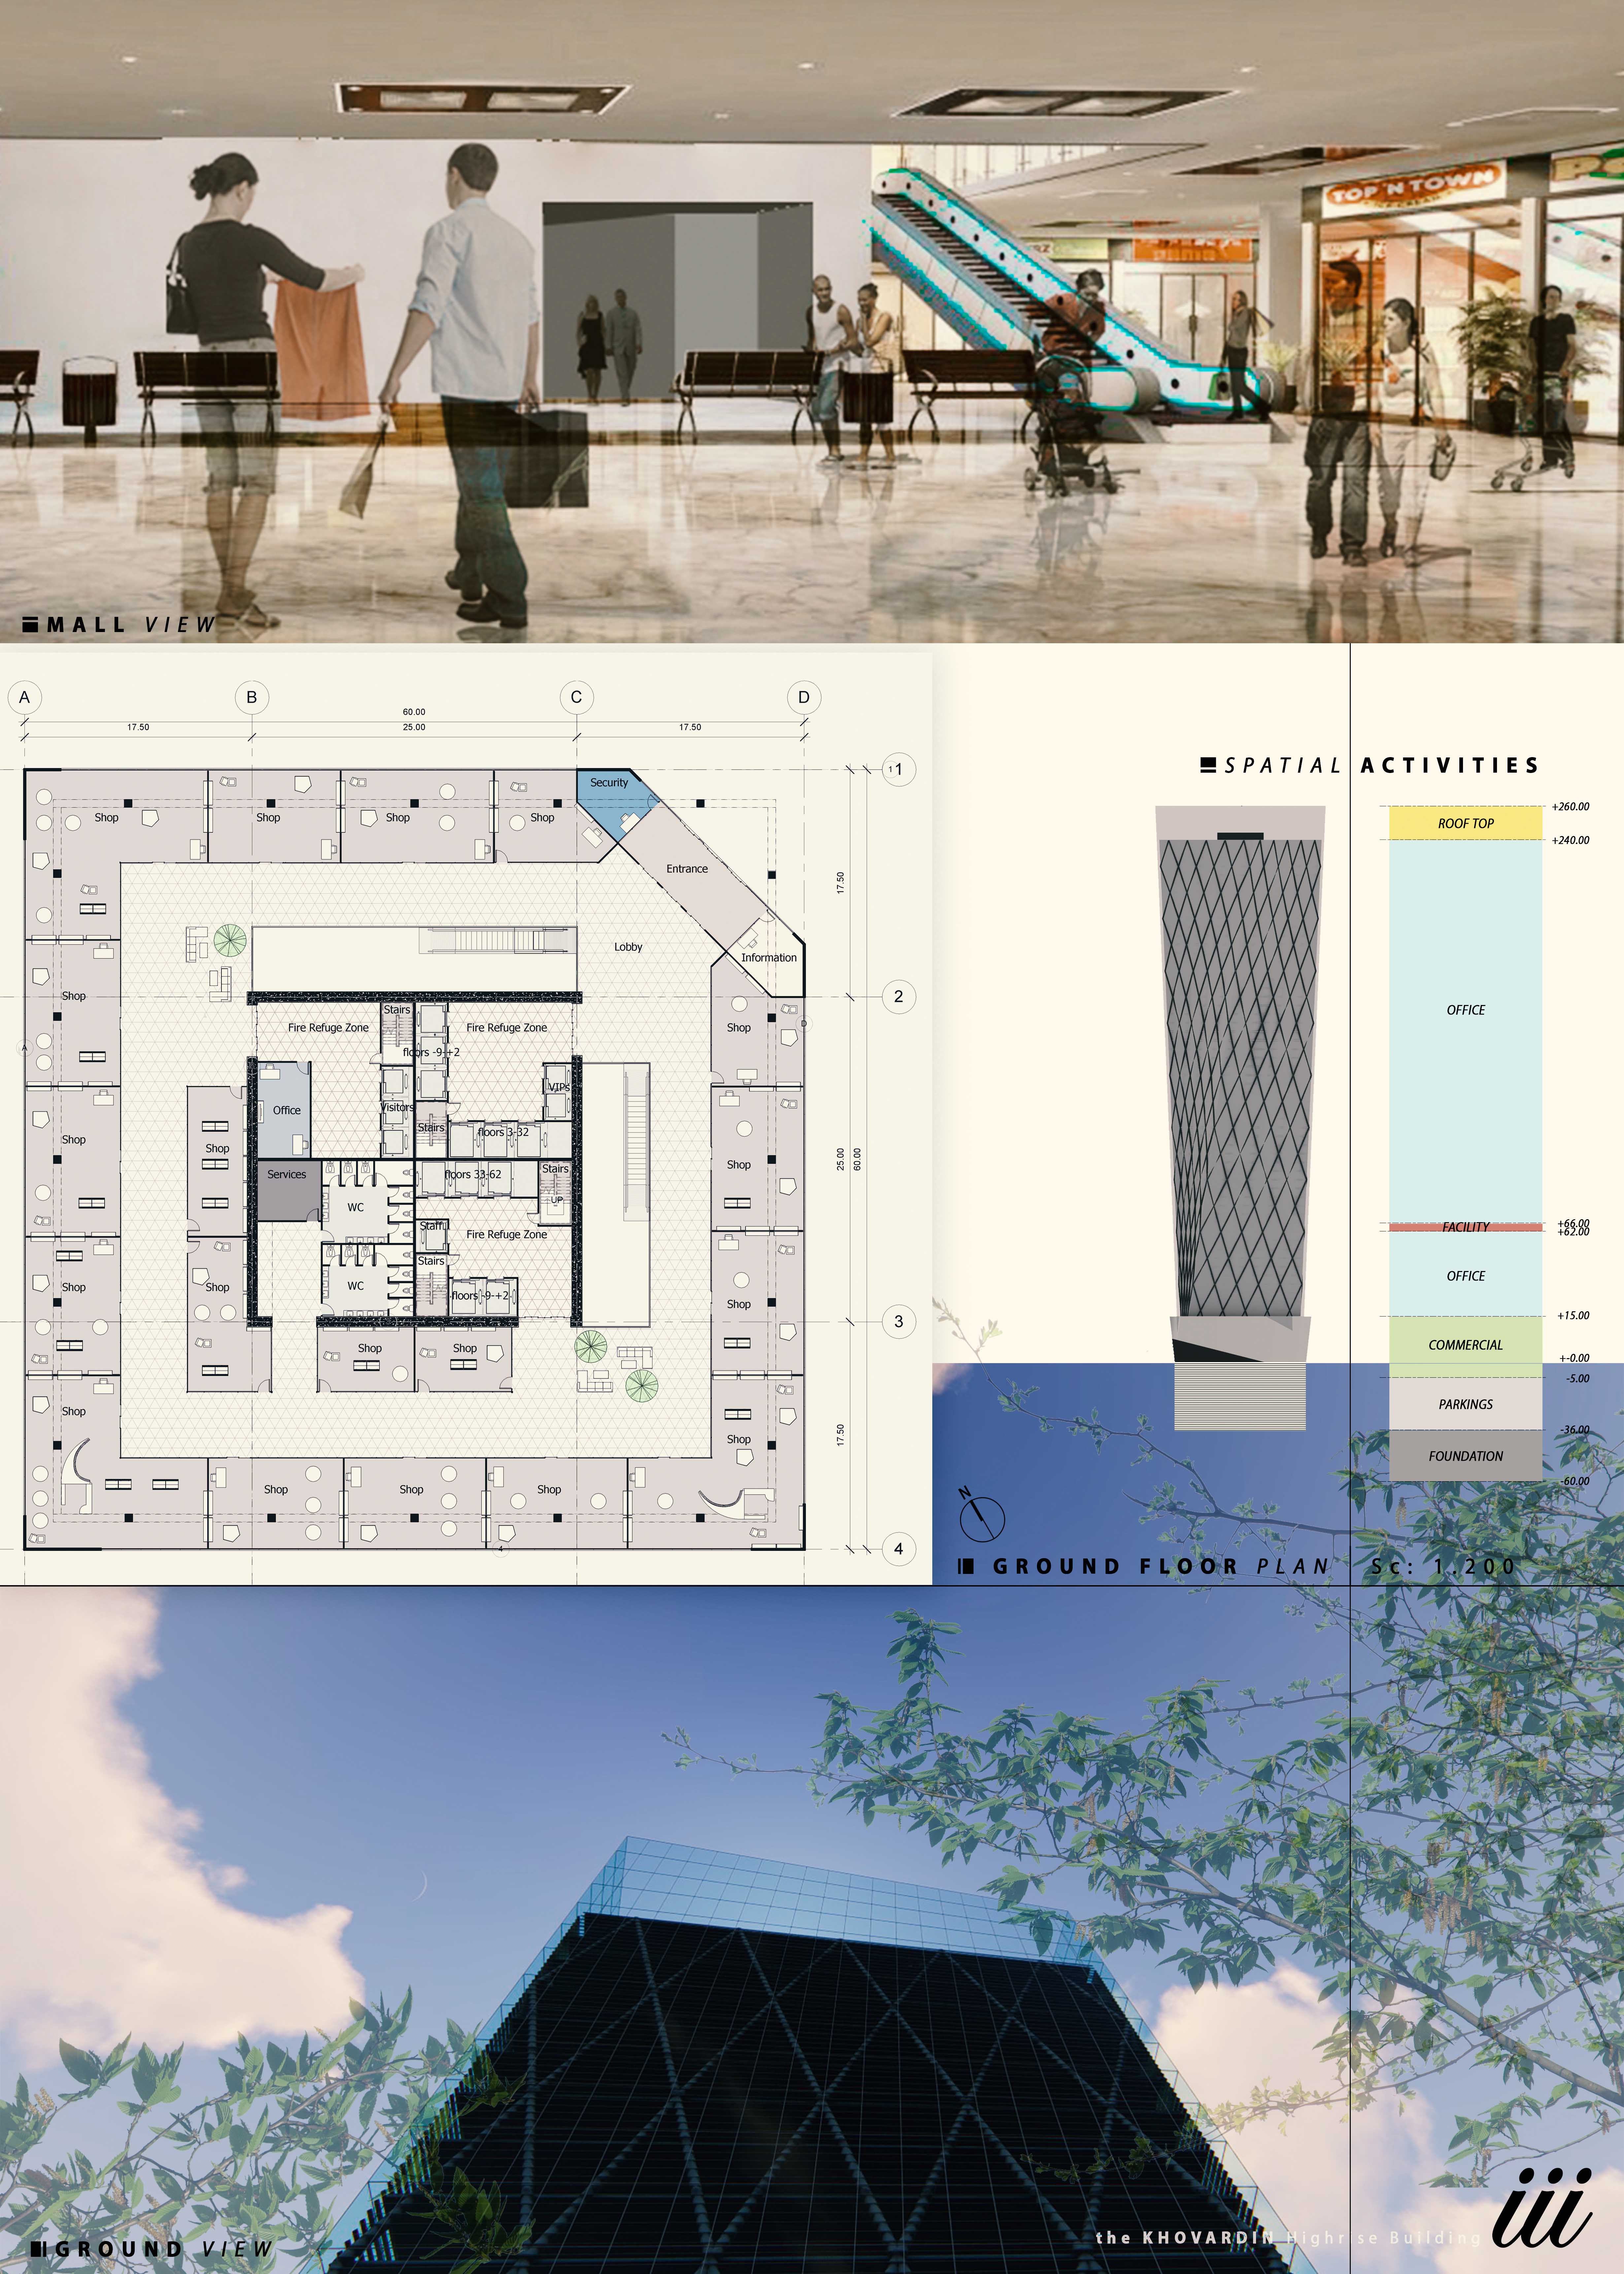 TOP 'N TOWN
MALL VIEW
A B C D
60.00
17.50 25.00 17.50
1
1
Security
Shop Shop Shop Shop
Entrance
17.50
Lobby
Information
2
Shop
Stairs
Fire Refuge Zone Fire Refuge Zone
Shop
D
A
floors -9-+2
VIPs
Office
Visitors
Stairs
floors 3-32
Shop
Shop
25.00
60.00
Shop
Services
floors 33-62
Stairs
UP
WC
Staff
Fire Refuge Zone
Stairs
Shop
Shop
WC
floors -9-+2
Shop
3
Shop Shop
Shop
Shop
17.50
Shop Shop Shop
4
4
SPATIAL ACTIVITIES
+260.00
ROOF TOP
+240.00
OFFICE
+66.00
FACILITY
+62.00
OFFICE
+15.00
COMMERCIAL
+-0.00
-5.00
PARKINGS
-36.00
FOUNDATION
-60.00
N
GROUND FLOOR PLAN Sc: 1.200
GROUND VIEW
the KHOVARDIN Highrise Building
iii